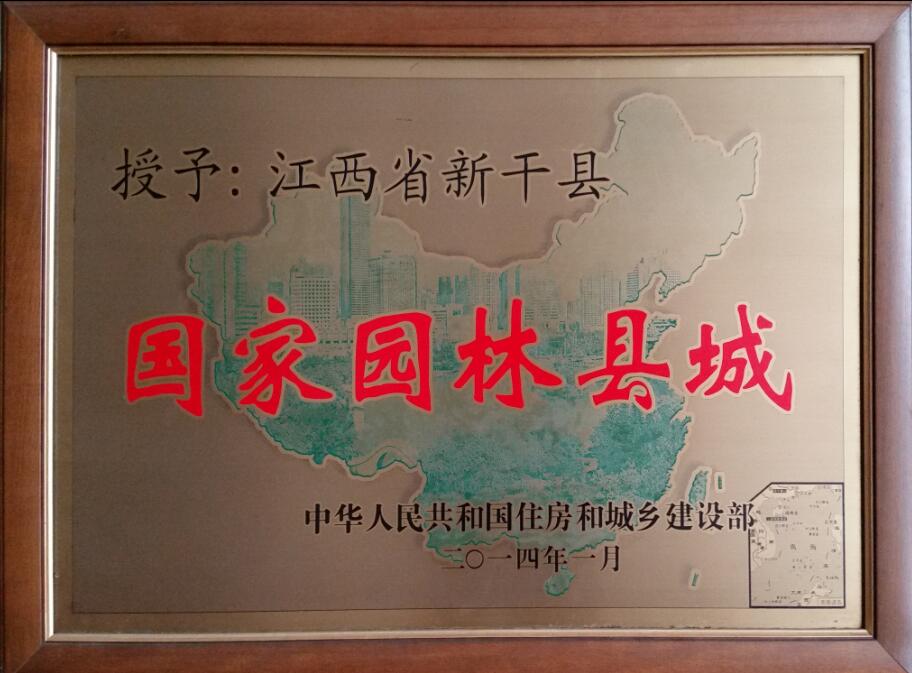 授予：江西省新干县
国家园林县城
中华人民共和国住房和城乡建设部
二〇一四年一月